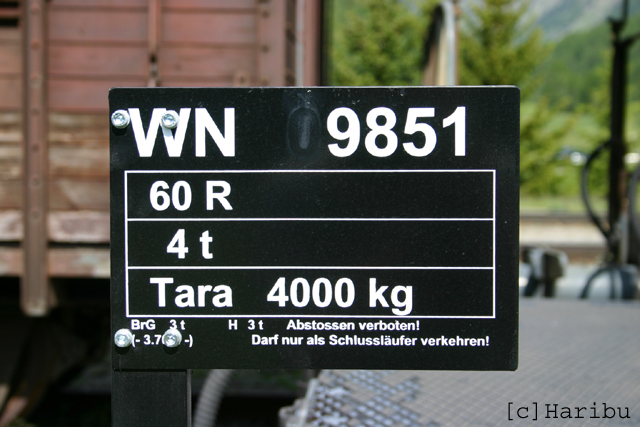 WN 9851
60 R
4 t
Tara 4000 kg
BrG 3 t H 3 t Abstossen verboten!
Darf nur als Schlussläufer verkehren!
[c]Haribu